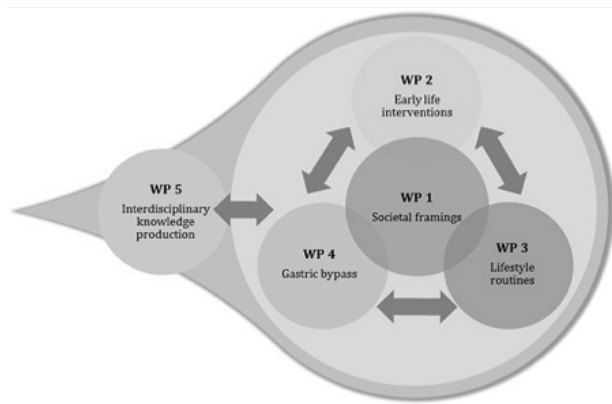 WP 2
Early life
interventions
WP 5
Interdisciplinary
knowledge
production
WP 1
Societal framings
WP 4
Gastric bypass
WP 3
Lifestyle
routines